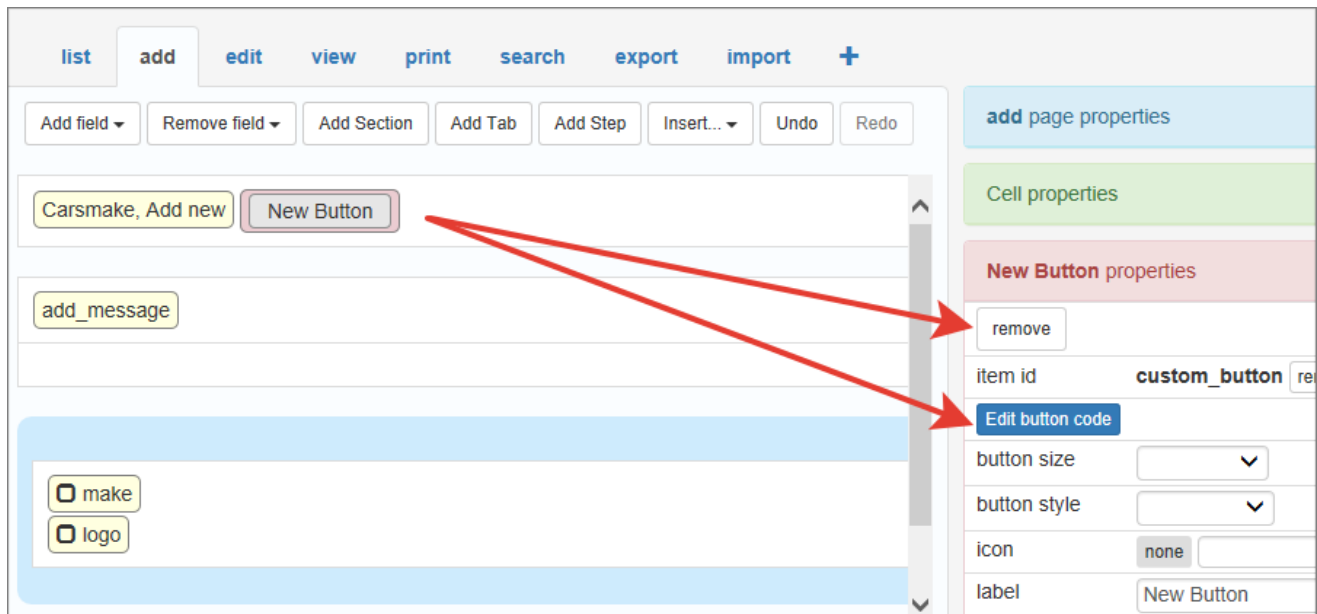 list add edit view print search export import +
Add field Remove field Add Section Add Tab Add Step Insert... Undo Redo
Carsmake, Add new New Button
add_message
make
logo
add page properties
Cell properties
New Button properties
remove
item id custom_button
Edit button code
button size
button style
icon none
label New Button